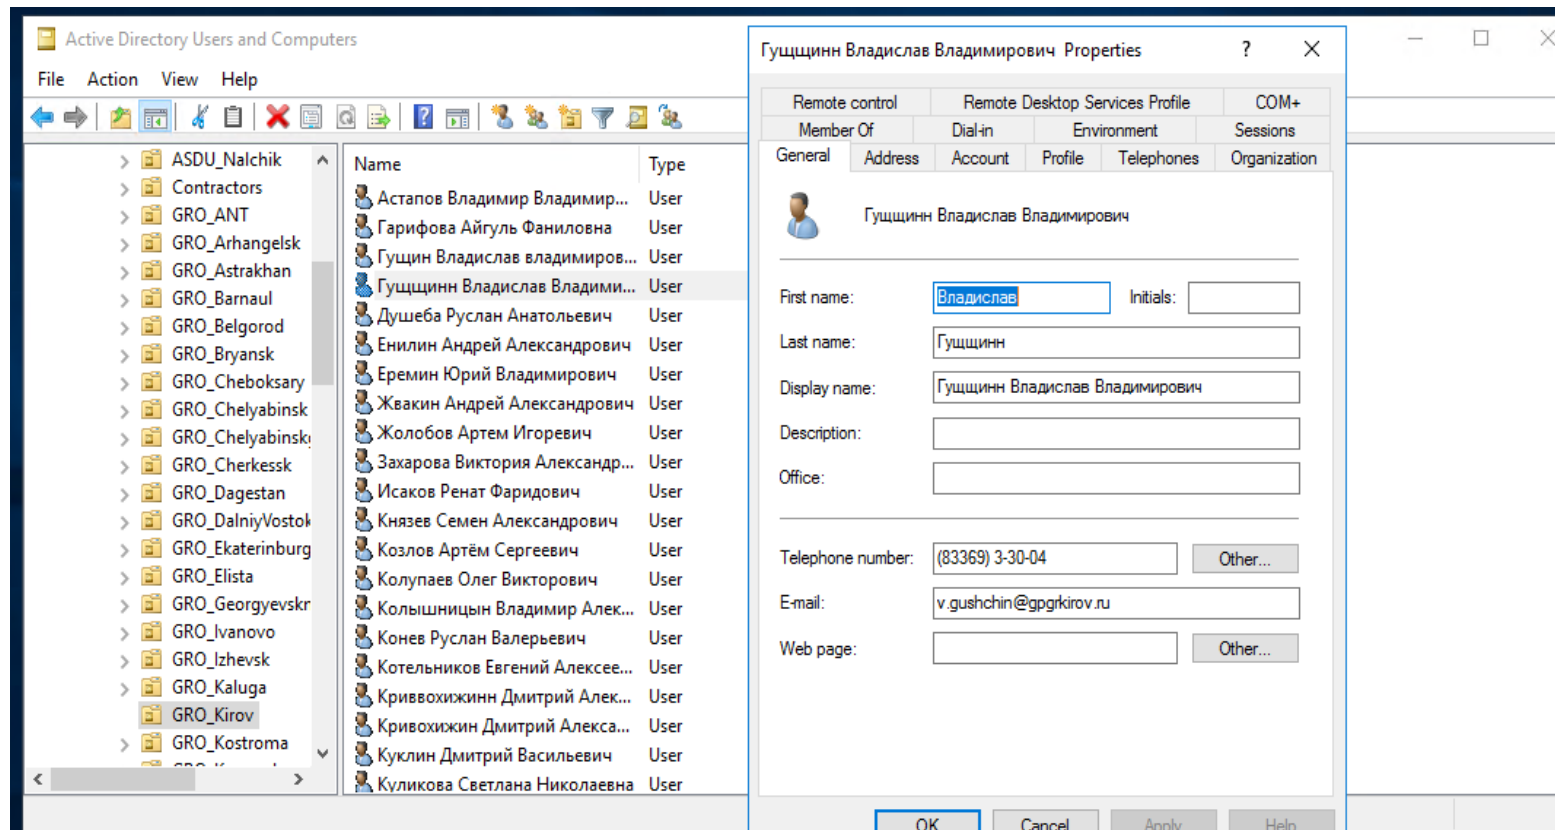 Active Directory Users and Computers
File Action View Help
ASDU_Nalchik
Contractors
GRO_ANT
GRO_Arhangelsk
GRO_Astrakhan
GRO_Barnaul
GRO_Belgorod
GRO_Bryansk
GRO_Cheboksary
GRO_Chelyabinsk
GRO_Cherkessk
GRO_Dagestan
GRO_DalniyVostok
GRO_Ekaterinburg
GRO_Elista
GRO_Ivanovo
GRO_Izhevsk
GRO_Kaluga
GRO_Kirov
GRO_Kostroma
Name Type
Астапов Владимир Владимир... User
Гарифова Айгуль Фаниловна User
Гущин Владислав владимиров... User
Гущщинн Владислав Владими... User
Душеба Руслан Анатольевич User
Енилин Андрей Александрович User
Еремин Юрий Владимирович User
Жвакин Андрей Александрович User
Жолобов Артем Игоревич User
Захарова Виктория Александр... User
Исаков Ренат Фаридович User
Князев Семен Александрович User
Козлов Артём Сергеевич User
Колупаев Олег Викторович User
Колышницын Владимир Алек... User
Конев Руслан Валерьевич User
Котельников Евгений Алексее... User
Криввохижинн Дмитрий Алек... User
Кривохижин Дмитрий Алекса... User
Куклин Дмитрий Васильевич User
Куликова Светлана Николаевна User
Гущщинн Владислав Владимирович Properties ?
Remote control Remote Desktop Services Profile COM+
Member Of Dial-in Environment Sessions
General Address Account Profile Telephones Organization
Гущщинн Владислав Владимирович
First name: Владислав Initials:
Last name: Гущщинн
Display name: Гущщинн Владислав Владимирович
Description:
Office:
Telephone number: (83369) 3-30-04 Other...
E-mail: v.gushchin@gpgrkirov.ru
Web page: Other...
OK Cancel Apply Help